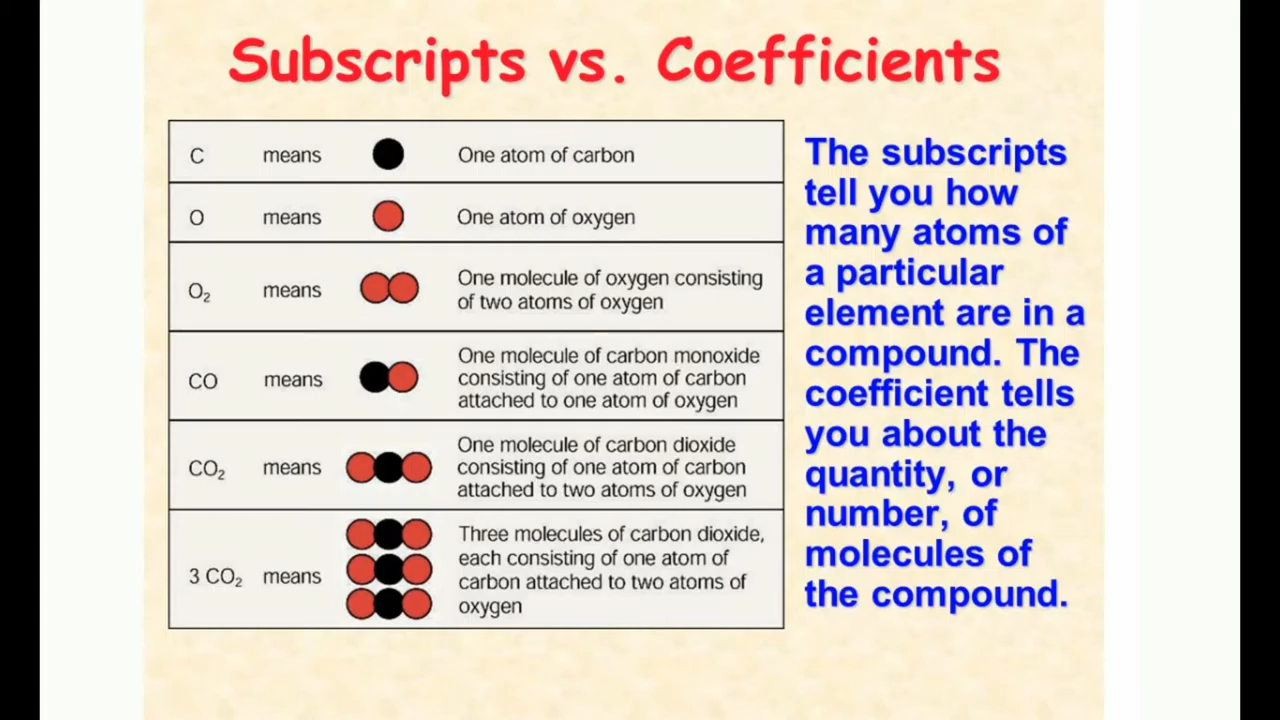 Subscripts vs. Coefficients
C means One atom of carbon
O means One atom of oxygen
O₂ means One molecule of oxygen consisting
of two atoms of oxygen
CO means One molecule of carbon monoxide
consisting of one atom of carbon
attached to one atom of oxygen
CO₂ means One molecule of carbon dioxide
consisting of one atom of carbon
attached to two atoms of oxygen
3 CO₂ means Three molecules of carbon dioxide,
each consisting of one atom of
carbon attached to two atoms of
oxygen
The subscripts
tell you how
many atoms of
a particular
element are in a
compound. The
coefficient tells
you about the
quantity, or
number, of
molecules of
the compound.